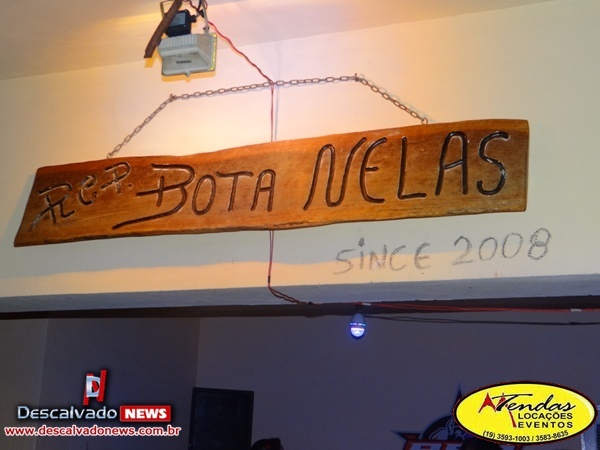 G.P. BOTA NELAS
SINCE 2008
Descalvado NEWS
www.descalvadonews.com.br
A Tendas
LOCAÇÕES
EVENTOS
(19) 3593-1003 / 3583-8635